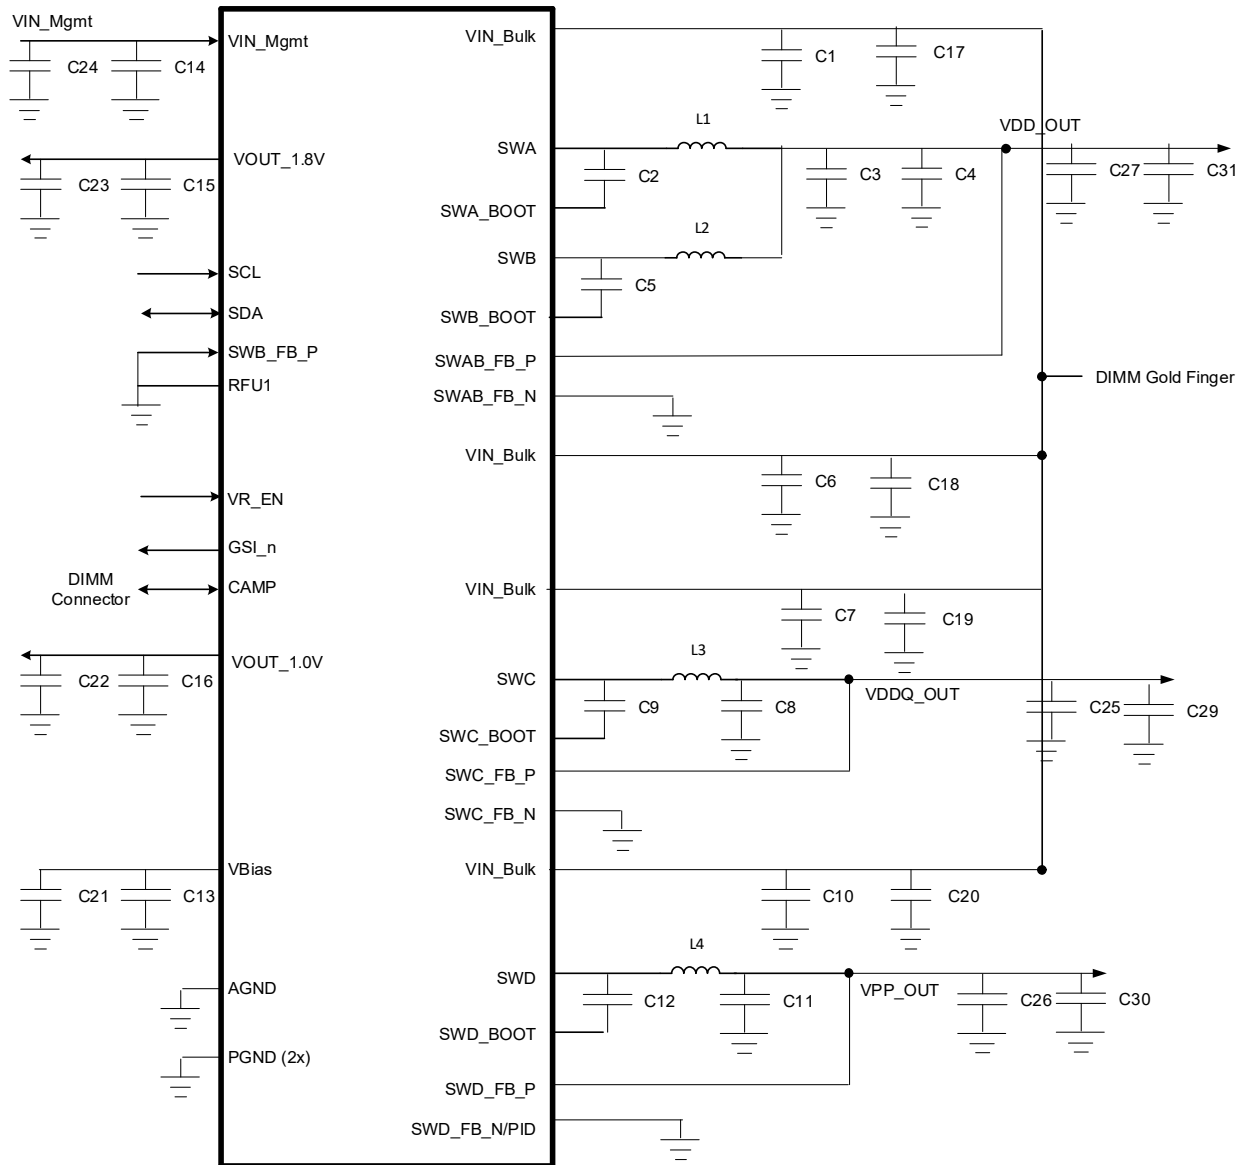 VIN_Mgmt
VIN_Mgmt
C24
C14
VOUT_1.8V
C23
C15
SCL
SDA
SWB_FB_P
RFU1
VR_EN
GSI_n
DIMM
Connector
CAMP
VOUT_1.0V
C22
C16
VBias
C21
C13
AGND
PGND (2x)
VIN_Bulk
C1
C17
L1
VDD_OUT
SWA
C2
C3
C4
C27
C31
SWA_BOOT
L2
SWB
C5
SWB_BOOT
SWAB_FB_P
DIMM Gold Finger
SWAB_FB_N
VIN_Bulk
C6
C18
VIN_Bulk
C7
C19
L3
SWC
VDDQ_OUT
C9
C8
C25
C29
SWC_BOOT
SWC_FB_P
SWC_FB_N
VIN_Bulk
C10
C20
L4
SWD
VPP_OUT
C12
C11
C26
C30
SWD_BOOT
SWD_FB_P
SWD_FB_N/PID